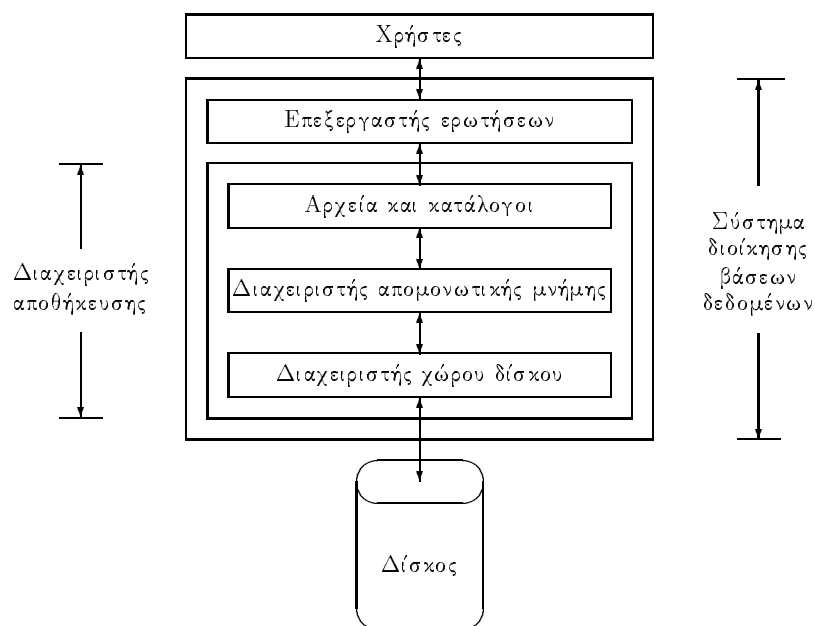 Χρήστες
Επεξεργαστής ερωτήσεων
Αρχεία και κατάλογοι
Διαχειριστής απομονωτικής μνήμης
Διαχειριστής χώρου δίσκου
Διαχειριστής
αποθήκευσης
Σύστημα
διοίκησης
βάσεων
δεδομένων
Δίσκος